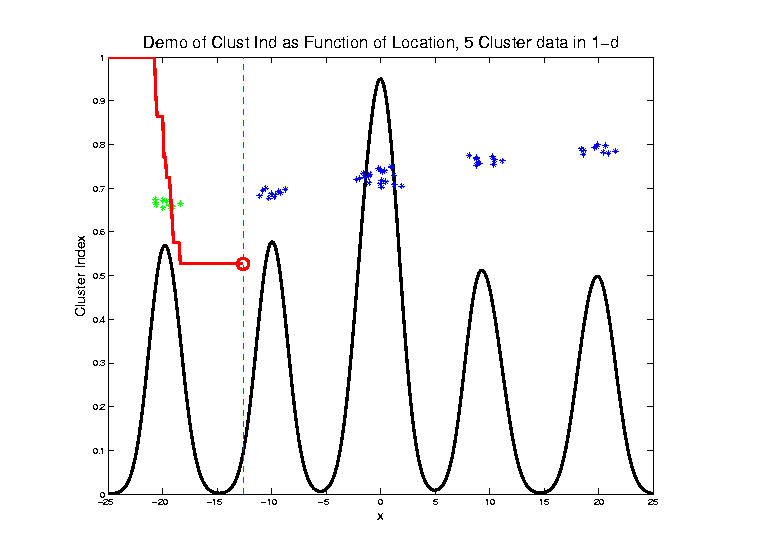 Demo of Clust Ind as Function of Location, 5 Cluster data in 1-d
1
0.9
0.8
0.7
0.6
0.5
0.4
0.3
0.2
0.1
0
Cluster Index
-25 -20 -15 -10 -5 0 5 10 15 20 25
x